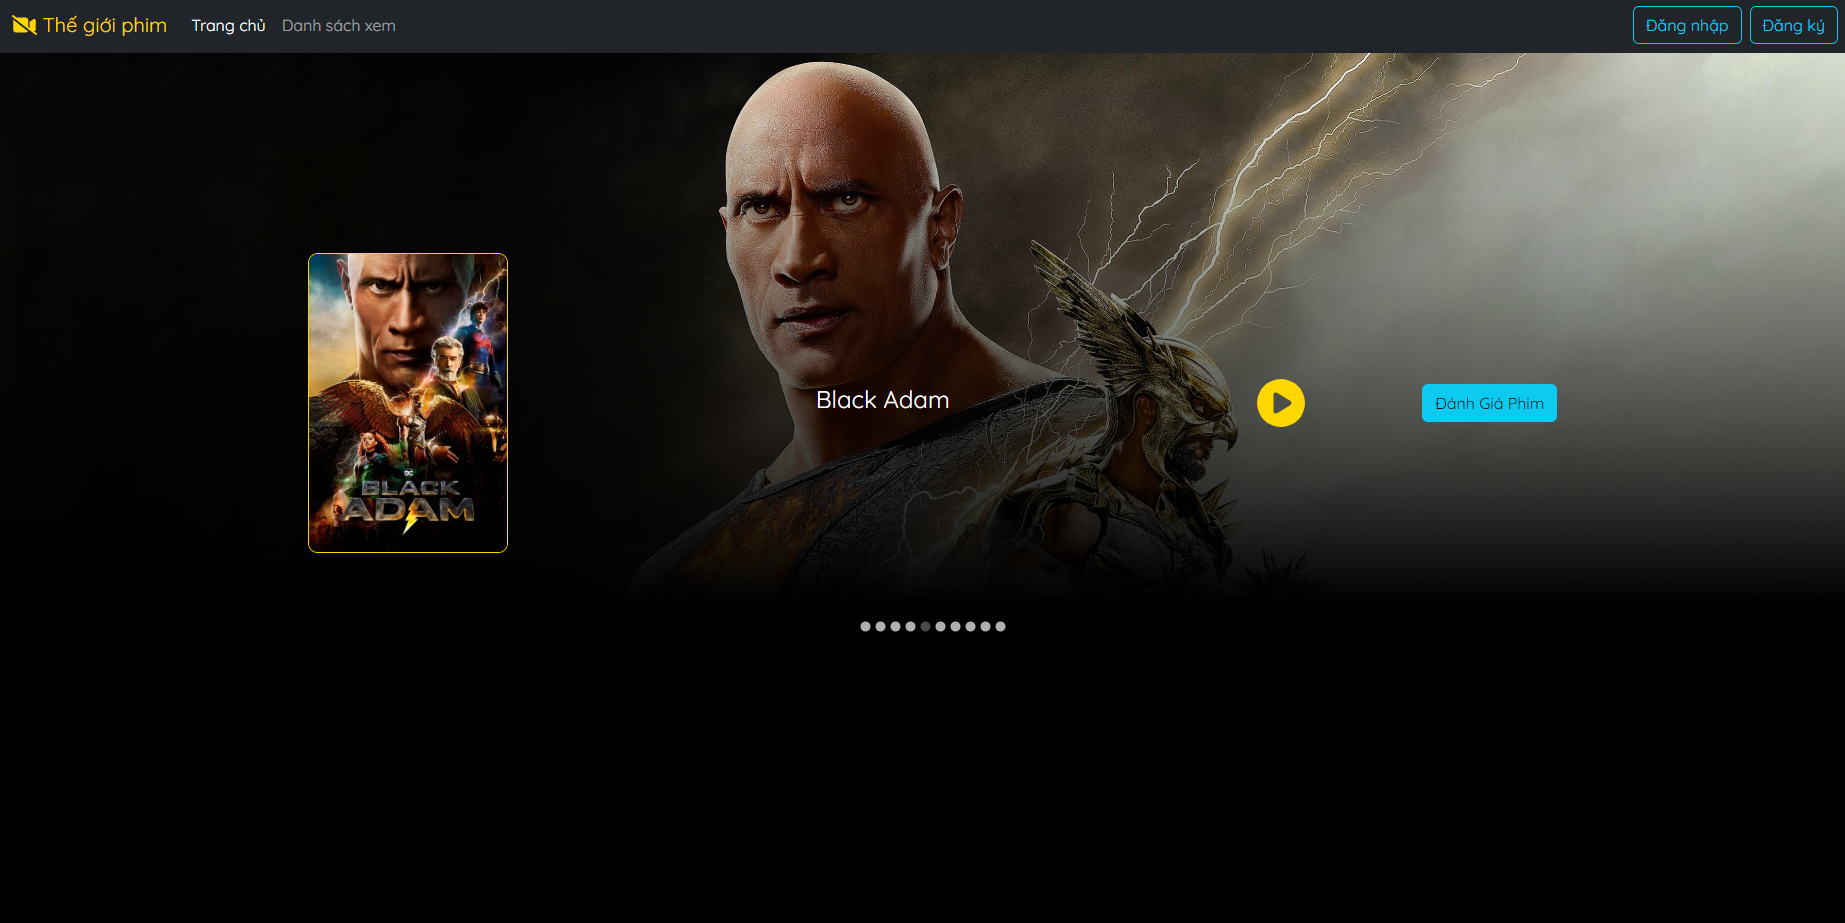 Thế giới phim
Trang chủ
Danh sách xem
Đăng nhập
Đăng ký
DC
BLACK
ADAM
Black Adam
Đánh Giá Phim